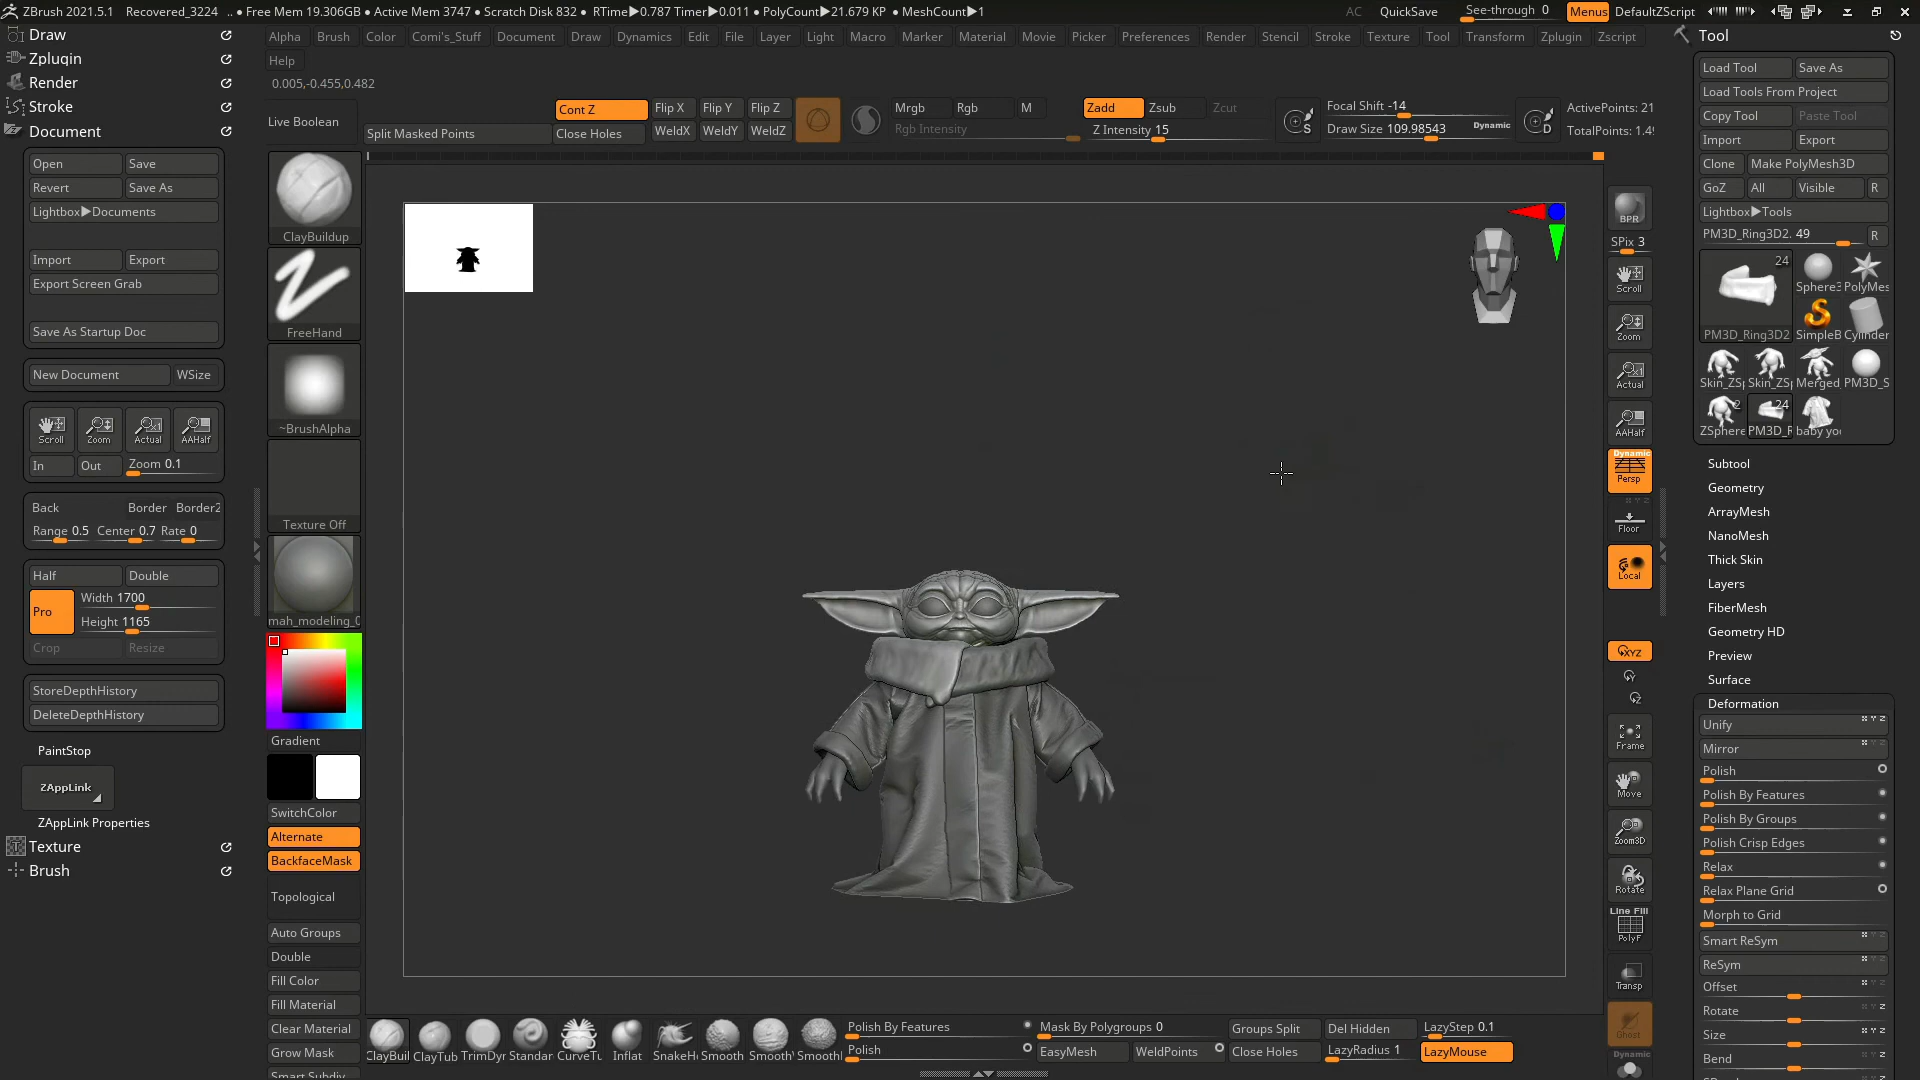 ZBrush 2021.5.1 Recovered_3224 .. • Free Mem 19.306GB • Active Mem 3747 • Scratch Disk 832 • RTime▶0.787 Timer▶0.011 • PolyCount▶21.679 KP • MeshCount▶1 AC QuickSave See-through 0 Menus DefaultZScript
Draw
Zplugin
Render
Stroke
Document
Open Save
Revert Save As
Lightbox▶Documents
Import Export
Export Screen Grab
Save As Startup Doc
New Document WSize
Scroll Zoom Actual AAHalf
In Out Zoom 0.1
Back Border Border2
Range 0.5 Center 0.7 Rate 0
Half Double
Pro Width 1700
Height 1165
Crop Resize
StoreDepthHistory
DeleteDepthHistory
PaintStop
ZAppLink
ZAppLink Properties
Texture
Brush
Alpha Brush Color Comi's_Stuff Document Draw Dynamics Edit File Layer Light Macro Marker Material Movie Picker Preferences Render Stencil Stroke Texture Tool Transform Zplugin Zscript
Help
0.005,-0.455,0.482
Live Boolean
Split Masked Points
Cont Z
Close Holes
Flip X Flip Y Flip Z
WeldX WeldY WeldZ
Mrgb Rgb M
Rgb Intensity
Zadd Zsub Zcut
Z Intensity 15
S
Focal Shift -14
Draw Size 109.98543 Dynamic
D
ActivePoints: 21
TotalPoints: 1.4
ClayBuildup
FreeHand
~BrushAlpha
Texture Off
mah_modeling_0
Gradient
SwitchColor
Alternate
BackfaceMask
Topological
Auto Groups
Double
Fill Color
Fill Material
Clear Material
Grow Mask
Smart Subdiv
BPR
SPix 3
Scroll
Zoom
Actual
AAHalf
Dynamic
Persp
Floor
Local
XYZ
Y
Z
Frame
Move
Zoom3D
Rotate
Line Fill
PolyF
Transp
Ghost
Dynamic
ClayBuil ClayTub TrimDyr Standar CurveTu Inflat SnakeH Smooth Smooth Smooth
Polish By Features
Polish
Mask By Polygroups 0
EasyMesh WeldPoints
Groups Split Del Hidden
Close Holes LazyRadius 1
LazyStep 0.1
LazyMouse
Tool
Load Tool Save As
Load Tools From Project
Copy Tool Paste Tool
Import Export
Clone Make PolyMesh3D
GoZ All Visible R
Lightbox▶Tools
PM3D_Ring3D2. 49 R
24
PM3D_Ring3D2
Sphere3 PolyMes
SimpleB Cylinder
Skin_ZSp Skin_ZSp Merged_ PM3D_S
2 24
ZSphere PM3D_R baby yo
Subtool
Geometry
ArrayMesh
NanoMesh
Thick Skin
Layers
FiberMesh
Geometry HD
Preview
Surface
Deformation
Unify
Mirror
Polish
Polish By Features
Polish By Groups
Polish Crisp Edges
Relax
Relax Plane Grid
Morph to Grid
Smart ReSym
ReSym
Offset
Rotate
Size
Bend